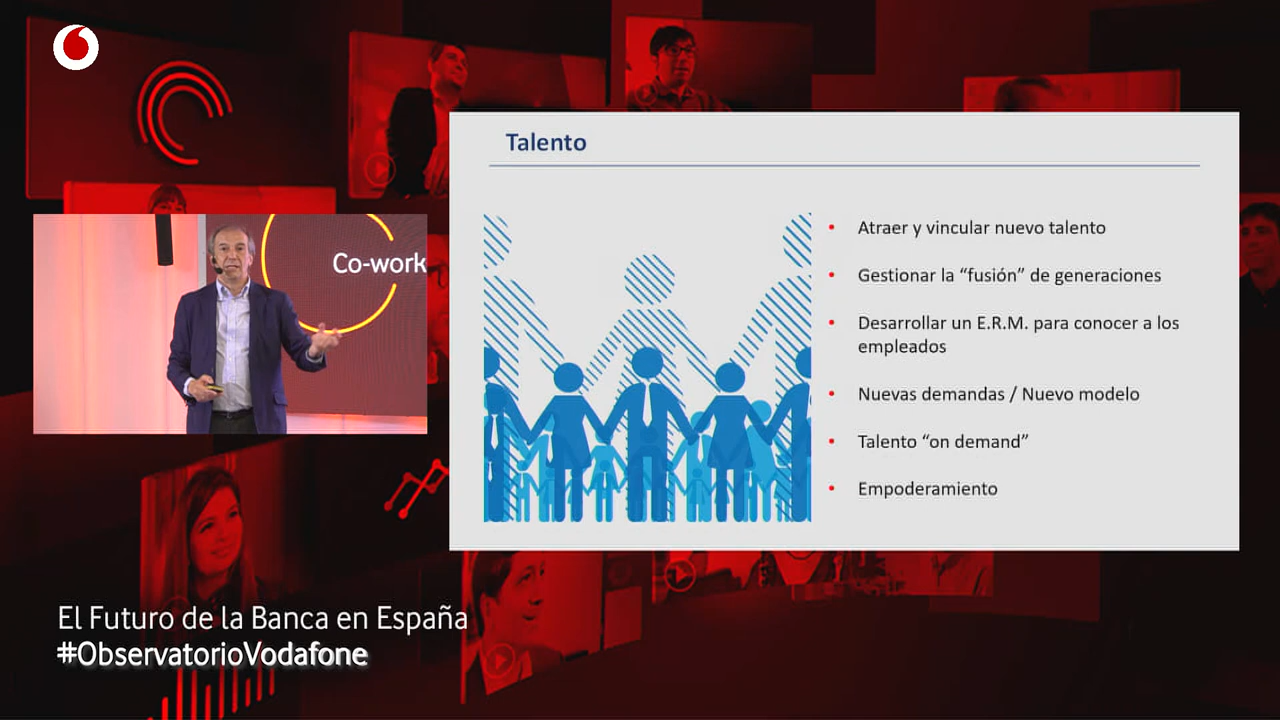 Talento
Co-work
• Atraer y vincular nuevo talento
• Gestionar la “fusión” de generaciones
• Desarrollar un E.R.M. para conocer a los
empleados
• Nuevas demandas / Nuevo modelo
• Talento “on demand”
• Empoderamiento
El Futuro de la Banca en España
#ObservatorioVodafone